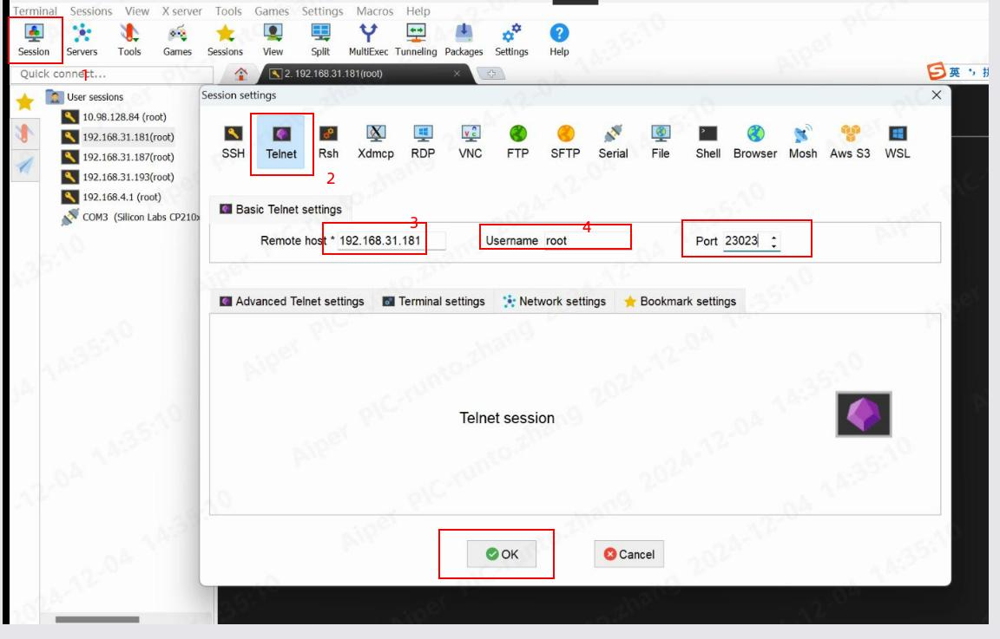 Terminal Sessions View X server Tools Games Settings Macros Help
Session Servers Tools Games Sessions View Split MultiExec Tunneling Packages Settings Help
Quick connect...
1
2. 192.168.31.181(root)
英
User sessions
10.98.128.84 (root)
192.168.31.181(root)
192.168.31.187(root)
192.168.31.193(root)
192.168.4.1 (root)
COM3 (Silicon Labs CP210x
Session settings
SSH Telnet Rsh Xdmcp RDP VNC FTP SFTP Serial File Shell Browser Mosh Aws S3 WSL
2
Basic Telnet settings
3
4
Remote host * 192.168.31.181 Username root Port 23023
Advanced Telnet settings Terminal settings Network settings Bookmark settings
Telnet session
OK Cancel
Aiper PIC-runto.zhang 2024-12-04 14:35:10